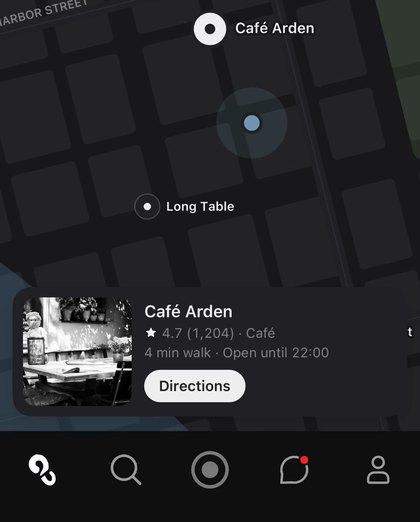 HARBOR STREET
Café Arden
Long Table
Café Arden
★ 4.7 (1,204) · Café
4 min walk · Open until 22:00
Directions